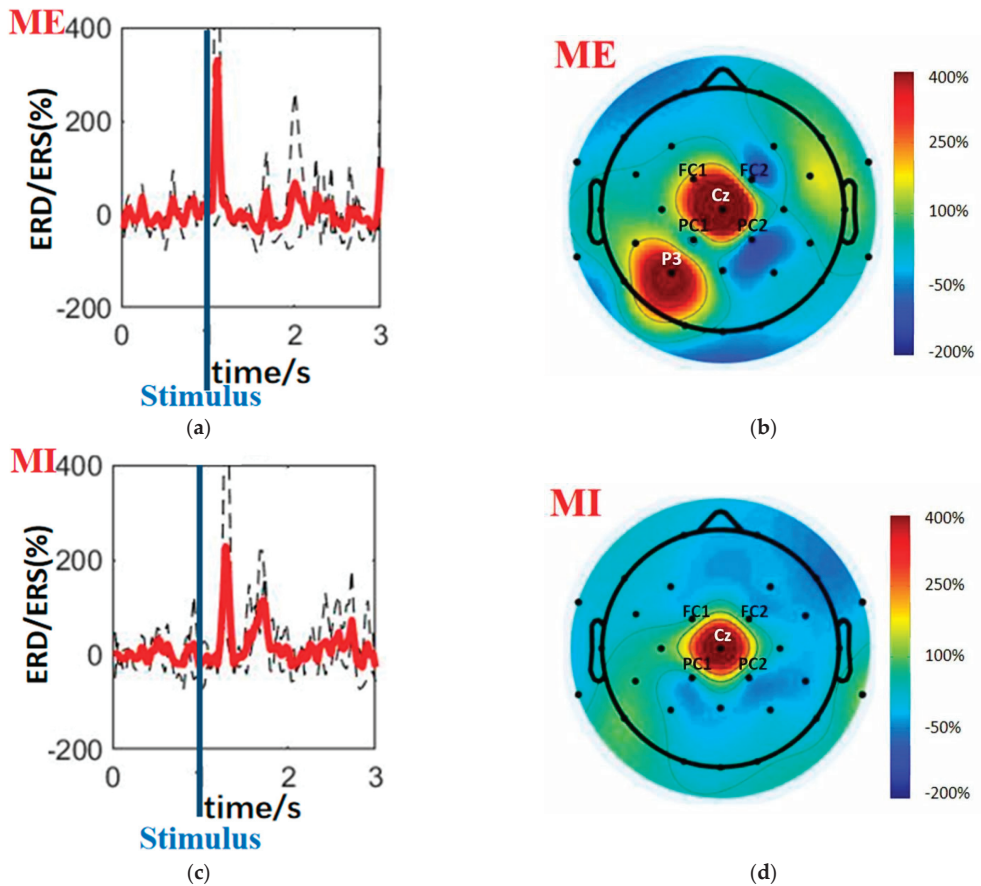 ME
400
200
0
-200
ERD/ERS(%)
0
2
3
time/s
Stimulus
(a)
ME
FC1
FC2
Cz
PC1
PC2
P3
400%
250%
100%
-50%
-200%
(b)
MI
400
200
0
-200
ERD/ERS(%)
0
2
3
time/s
Stimulus
(c)
MI
FC1
FC2
Cz
PC1
PC2
400%
250%
100%
-50%
-200%
(d)